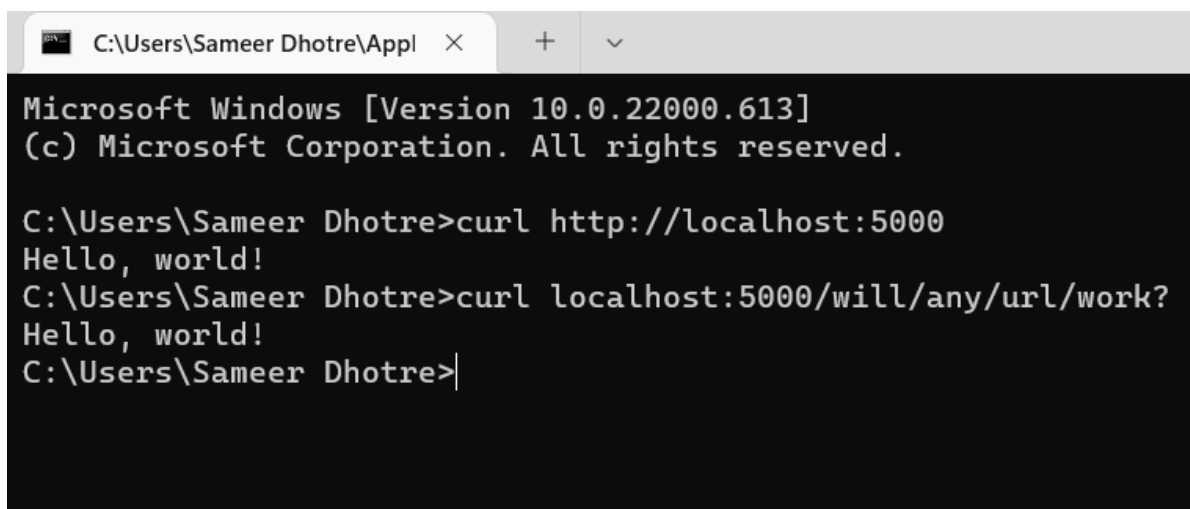 C:\Users\Sameer Dhotre\Appl
Microsoft Windows [Version 10.0.22000.613]
(c) Microsoft Corporation. All rights reserved.
C:\Users\Sameer Dhotre>curl http://localhost:5000
Hello, world!
C:\Users\Sameer Dhotre>curl localhost:5000/will/any/url/work?
Hello, world!
C:\Users\Sameer Dhotre>